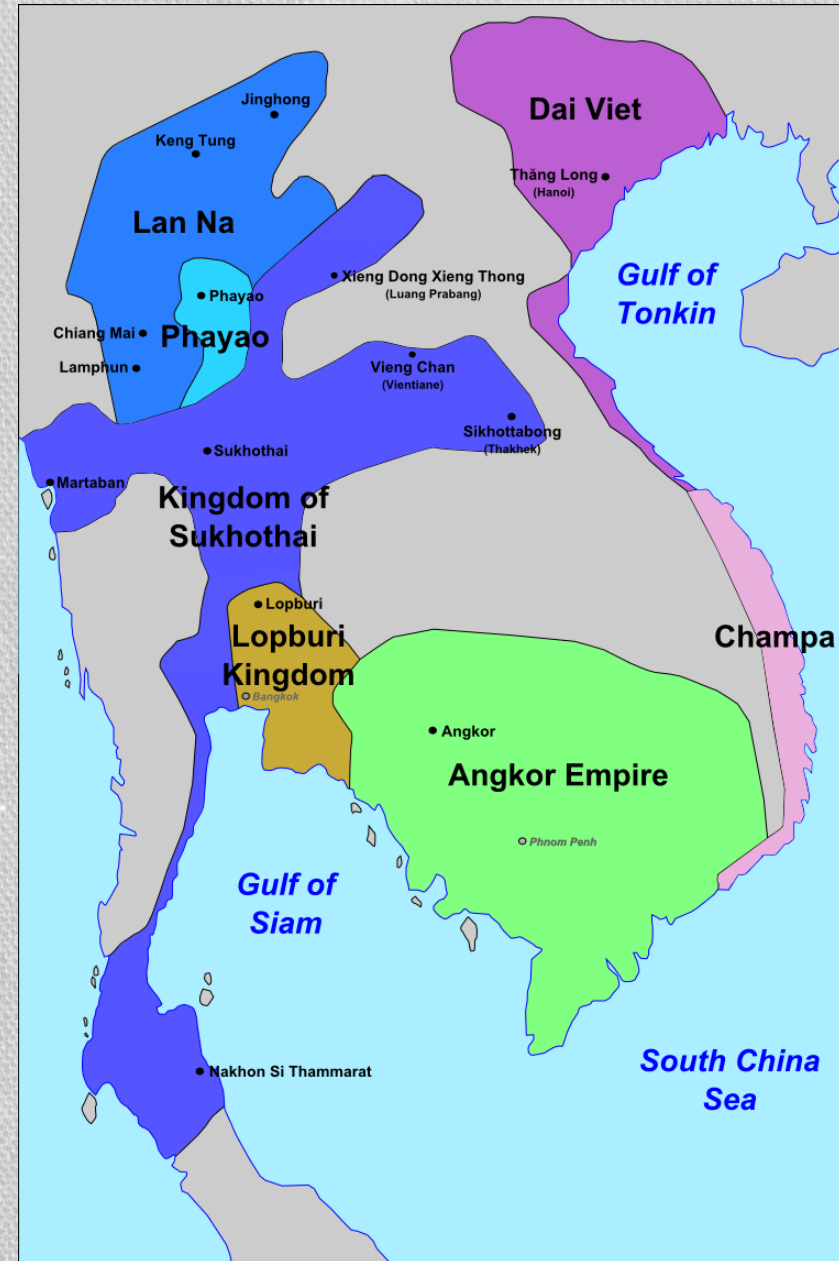 Jinghong
Keng Tung
Lan Na
Dai Viet
Thăng Long
(Hanoi)
Xieng Dong Xieng Thong
(Luang Prabang)
Phayao
Phayao
Chiang Mai
Lamphun
Gulf of
Tonkin
Vieng Chan
(Vientiane)
Sikhottabong
(Thakhek)
Sukhothai
Martaban
Kingdom of
Sukhothai
Lopburi
Lopburi
Kingdom
Bangkok
Champa
Angkor
Angkor Empire
Phnom Penh
Gulf of
Siam
Nakhon Si Thammarat
South China
Sea